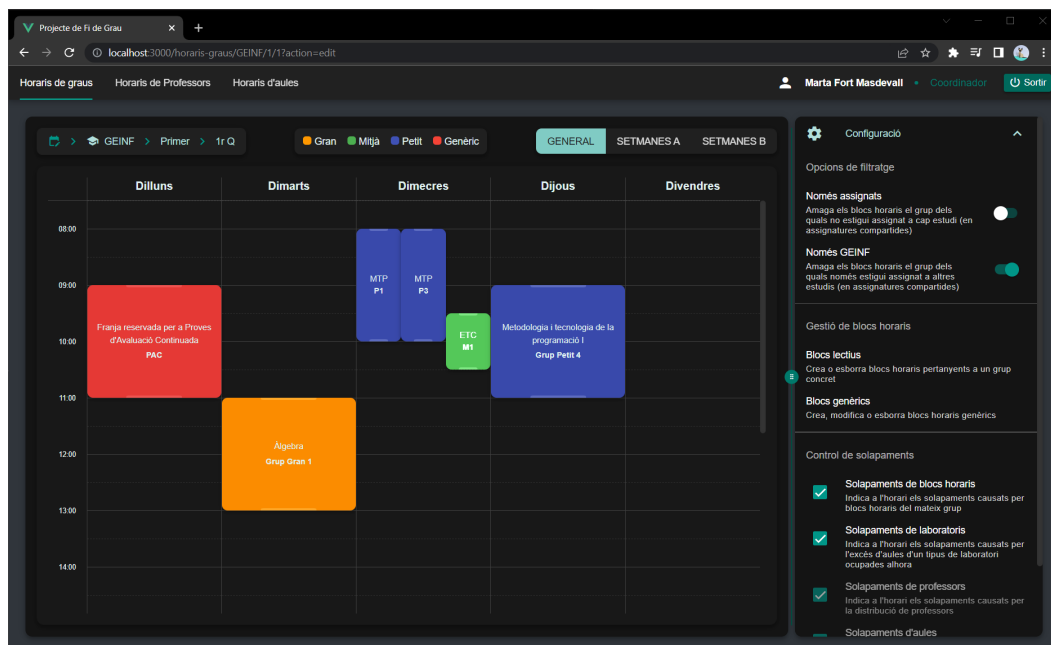 Projecte de Fi de Grau
localhost:3000/horaris-graus/GEINF/1/1?action=edit
Horaris de graus
Horaris de Professors
Horaris d'aules
Marta Fort Masdevall
Coordinador
Sortir
GEINF
Primer
1r Q
Gran
Mitjà
Petit
Genèric
GENERAL
SETMANES A
SETMANES B
Dilluns
Dimarts
Dimecres
Dijous
Divendres
08:00
09:00
10:00
11:00
12:00
13:00
14:00
Franja reservada per a Proves
d'Avaluació Continuada
PAC
Àlgebra
Grup Gran 1
MTP
P1
MTP
P3
ETC
M1
Metodologia i tecnologia de la
programació I
Grup Petit 4
Configuració
Opcions de filtratge
Només assignats
Amaga els blocs horaris el grup dels
quals no estigui assignat a cap estudi (en
assignatures compartides)
Només GEINF
Amaga els blocs horaris el grup dels
quals només estigui assignat a altres
estudis (en assignatures compartides)
Gestió de blocs horaris
Blocs lectius
Crea o esborra blocs horaris pertanyents a un grup
concret
Blocs genèrics
Crea, modifica o esborra blocs horaris genèrics
Control de solapaments
Solapaments de blocs horaris
Indica a l'horari els solapaments causats per
blocs horaris del mateix grup
Solapaments de laboratoris
Indica a l'horari els solapaments causats per
l'excés d'aules d'un tipus de laboratori
ocupades alhora
Solapaments de professors
Indica a l'horari els solapaments causats per
la distribució de professors
Solapaments d'aules